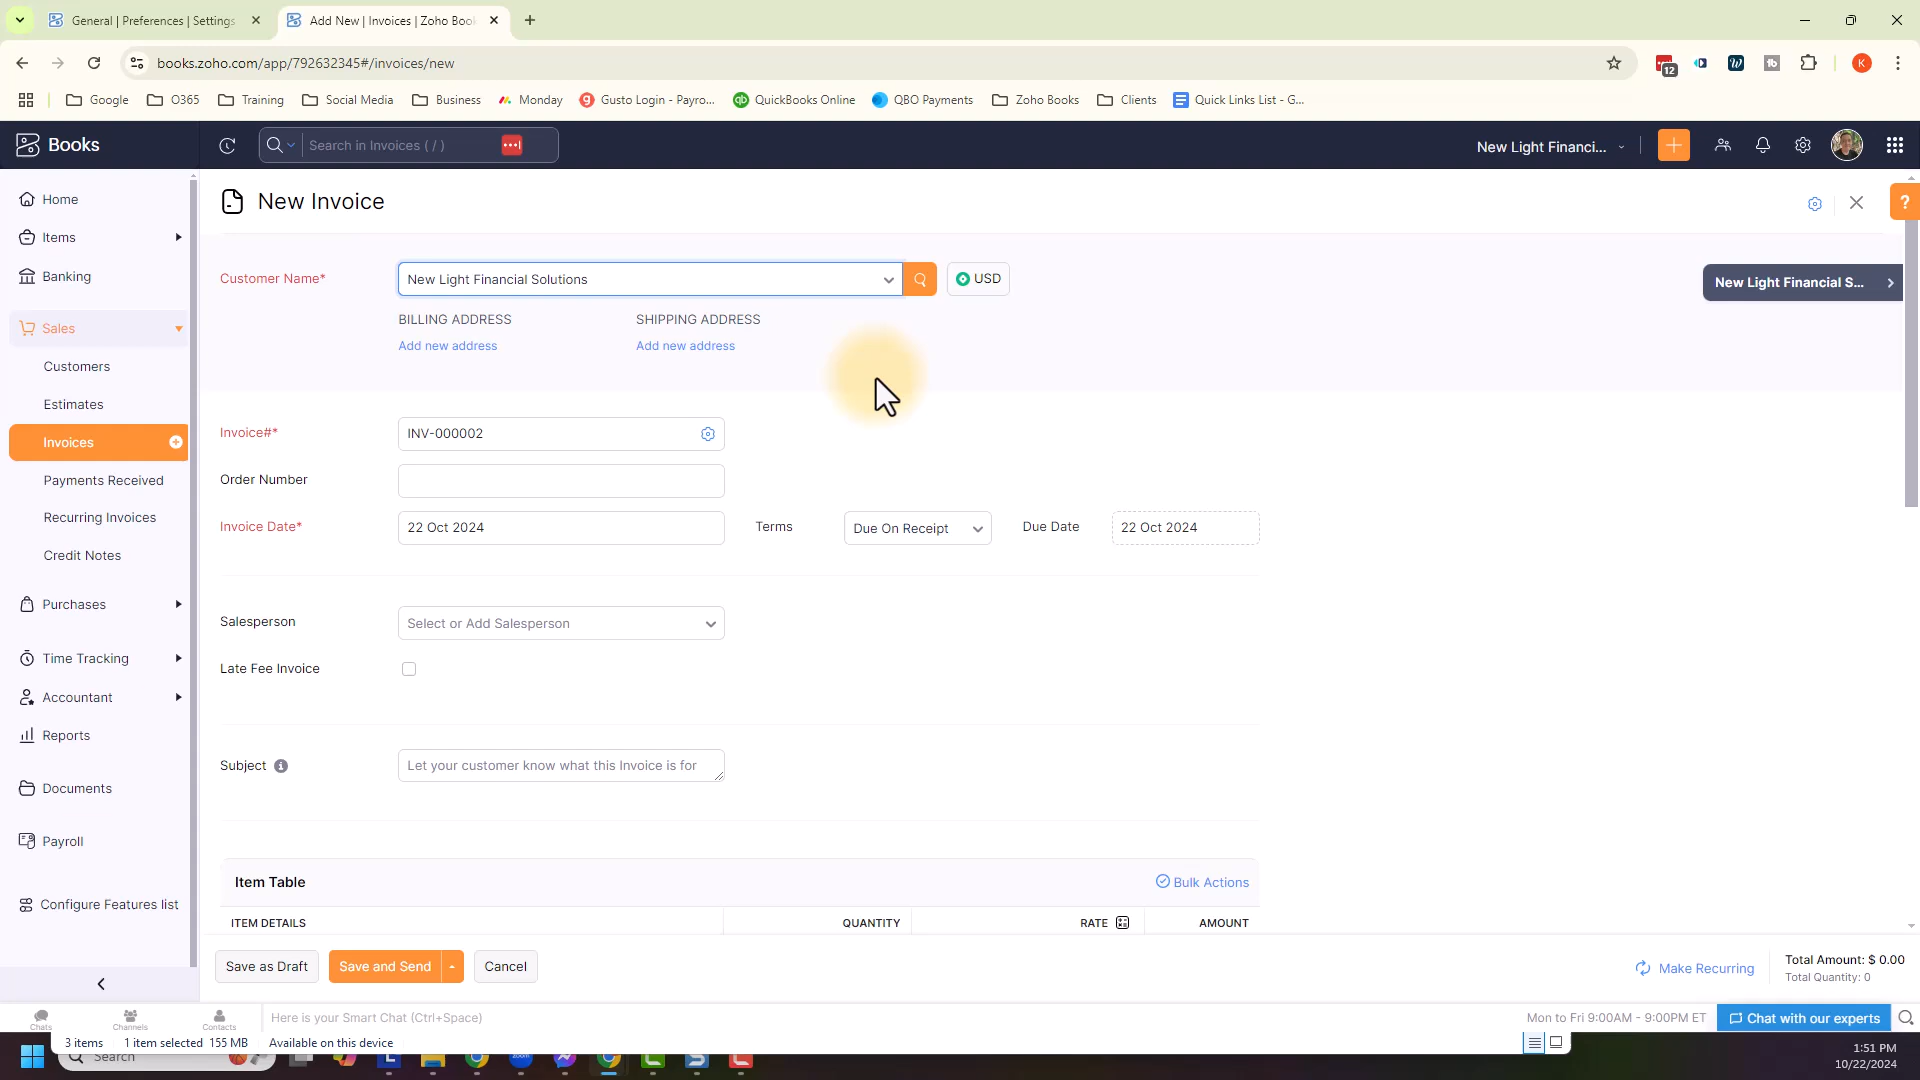 General | Preferences | Settings
Add New | Invoices | Zoho Boo
books.zoho.com/app/792632345#/invoices/new
12
K
Google
O365
Training
Social Media
Business
Monday
Gusto Login - Payro...
QuickBooks Online
QBO Payments
Zoho Books
Clients
Quick Links List - G...
Books
Search in Invoices ( / )
New Light Financi...
Home
Items
Banking
Sales
Customers
Estimates
Invoices
Payments Received
Recurring Invoices
Credit Notes
Purchases
Time Tracking
Accountant
Reports
Documents
Payroll
Configure Features list
New Invoice
?
Customer Name*
New Light Financial Solutions
USD
New Light Financial S...
BILLING ADDRESS
SHIPPING ADDRESS
Add new address
Add new address
Invoice#*
INV-000002
Order Number
Invoice Date*
22 Oct 2024
Terms
Due On Receipt
Due Date
22 Oct 2024
Salesperson
Select or Add Salesperson
Late Fee Invoice
Subject
Let your customer know what this Invoice is for
Item Table
Bulk Actions
ITEM DETAILS
QUANTITY
RATE
AMOUNT
Save as Draft
Save and Send
Cancel
Make Recurring
Total Amount: $ 0.00
Total Quantity: 0
Chats
Channels
Contacts
Here is your Smart Chat (Ctrl+Space)
Mon to Fri 9:00AM - 9:00PM ET
Chat with our experts
3 items
1 item selected 155 MB
Available on this device
Search
1:51 PM
10/22/2024